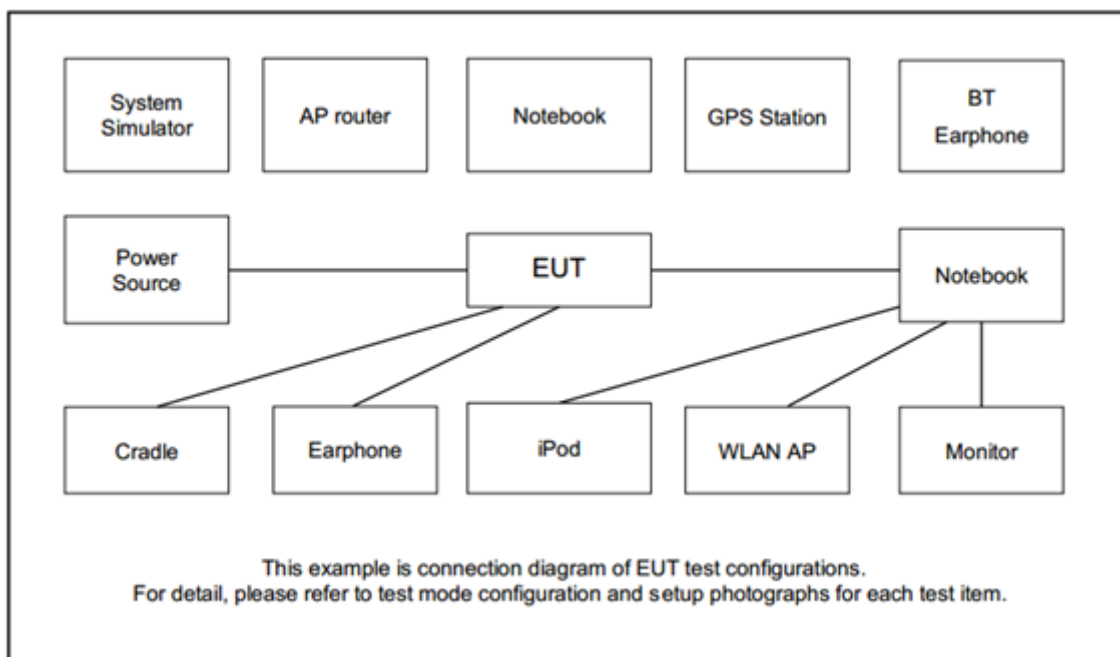 System
Simulator
AP router
Notebook
GPS Station
BT
Earphone
Power
Source
EUT
Notebook
Cradle
Earphone
iPod
WLAN AP
Monitor
This example is connection diagram of EUT test configurations.
For detail, please refer to test mode configuration and setup photographs for each test item.